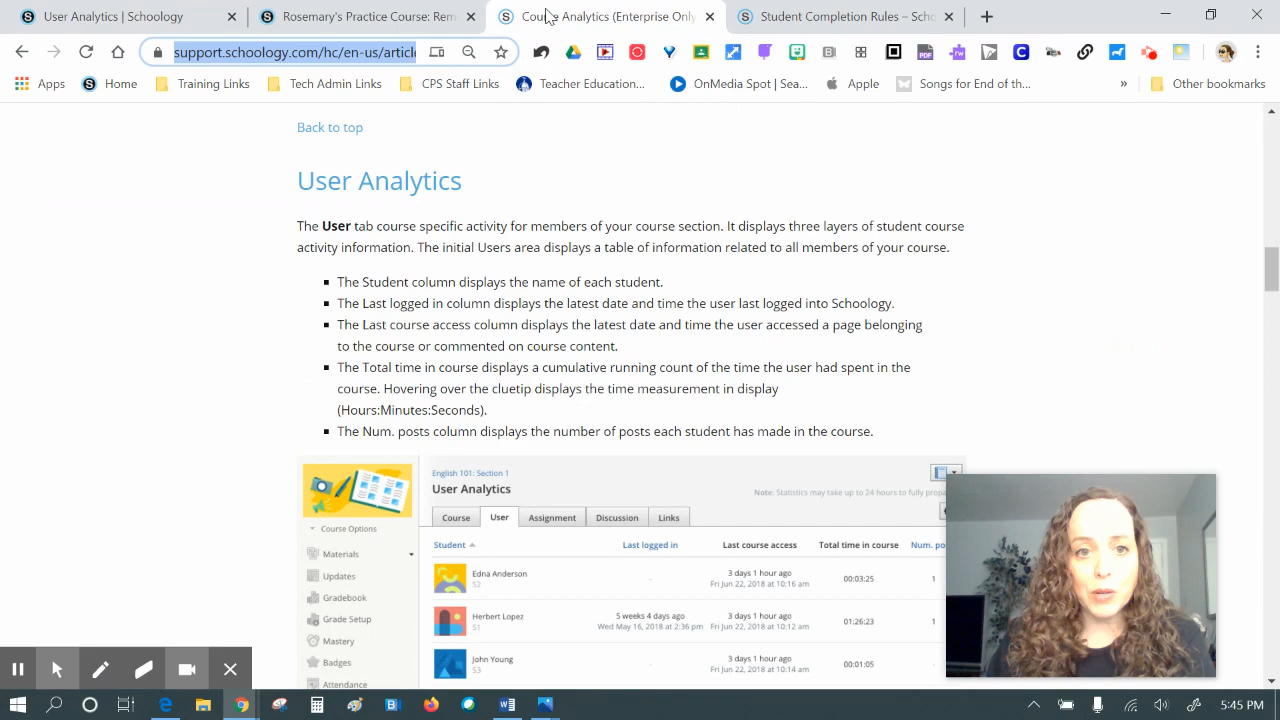 User Analytics | Schoology
Rosemary's Practice Course: Rem
Course Analytics (Enterprise Only
Student Completion Rules – Sch
support.schoology.com/hc/en-us/article
Apps
Home
Training Links
Tech Admin Links
CPS Staff Links
Teacher Education...
OnMedia Spot | Sea...
Apple
Songs for End of th...
»
Other bookmarks
Back to top
User Analytics
The User tab course specific activity for members of your course section. It displays three layers of student course
activity information. The initial Users area displays a table of information related to all members of your course.
The Student column displays the name of each student.
The Last logged in column displays the latest date and time the user last logged into Schoology.
The Last course access column displays the latest date and time the user accessed a page belonging
to the course or commented on course content.
The Total time in course displays a cumulative running count of the time the user had spent in the
course. Hovering over the cluetip displays the time measurement in display
(Hours:Minutes:Seconds).
The Num. posts column displays the number of posts each student has made in the course.
English 101: Section 1
User Analytics
Note: Statistics may take up to 24 hours to fully propa
Course User Assignment Discussion Links
Course Options
Materials
Updates
Gradebook
Grade Setup
Mastery
Badges
Attendance
Student Last logged in Last course access Total time in course Num. po
Edna Anderson
S2
-
3 days 1 hour ago
Fri Jun 22, 2018 at 10:16 am
00:03:25
1
Herbert Lopez
S1
5 weeks 4 days ago
Wed May 16, 2018 at 2:36 pm
3 days 1 hour ago
Fri Jun 22, 2018 at 10:12 am
01:26:23
1
John Young
S3
-
3 days 1 hour ago
Fri Jun 22, 2018 at 10:14 am
00:01:05
-
5:45 PM